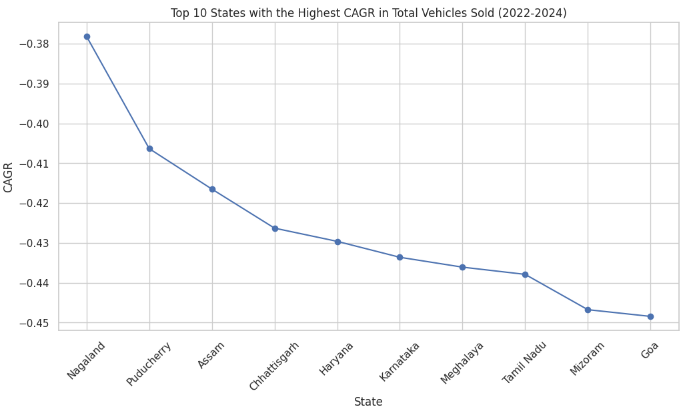 Top 10 States with the Highest CAGR in Total Vehicles Sold (2022-2024)
−0.38
−0.39
−0.40
−0.41
−0.42
−0.43
−0.44
−0.45
CAGR
Nagaland
Puducherry
Assam
Chhattisgarh
Haryana
Karnataka
Meghalaya
Tamil Nadu
Mizoram
Goa
State